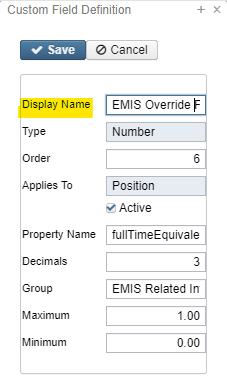 Custom Field Definition
Save Cancel
Display Name EMIS Override F
Type Number
Order 6
Applies To Position
Active
Property Name fullTimeEquivale
Decimals 3
Group EMIS Related In
Maximum 1.00
Minimum 0.00